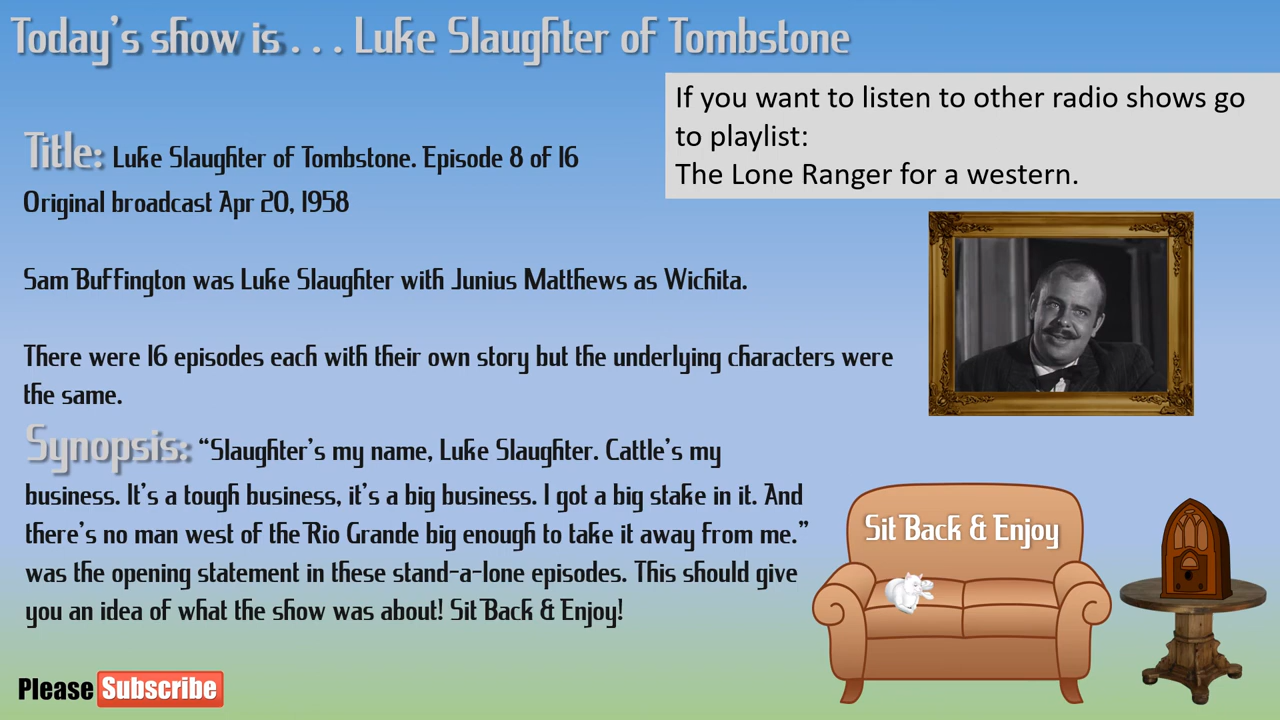 Today's show is . . . Luke Slaughter of Tombstone
If you want to listen to other radio shows go
to playlist:
The Lone Ranger for a western.
Title: Luke Slaughter of Tombstone. Episode 8 of 16
Original broadcast Apr 20, 1958
Sam Buffington was Luke Slaughter with Junius Matthews as Wichita.
There were 16 episodes each with their own story but the underlying characters were
the same.
Synopsis: “Slaughter's my name, Luke Slaughter. Cattle's my
business. It's a tough business, it's a big business. I got a big stake in it. And
there's no man west of the Rio Grande big enough to take it away from me.”
was the opening statement in these stand-a-lone episodes. This should give
you an idea of what the show was about! Sit Back & Enjoy!
Sit Back & Enjoy
Please Subscribe